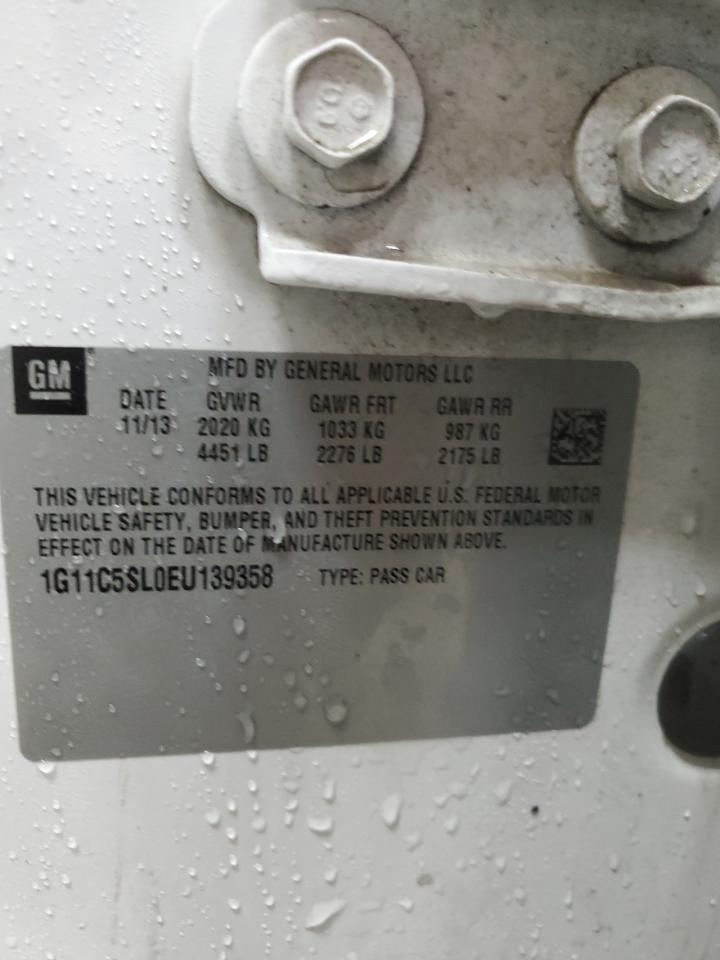 GM
MFD BY GENERAL MOTORS LLC
DATE GVWR GAWR FRT GAWR RR
11/13 2020 KG 1033 KG 987 KG
4451 LB 2276 LB 2175 LB
THIS VEHICLE CONFORMS TO ALL APPLICABLE U.S. FEDERAL MOTOR
VEHICLE SAFETY, BUMPER, AND THEFT PREVENTION STANDARDS IN
EFFECT ON THE DATE OF MANUFACTURE SHOWN ABOVE.
1G11C5SL0EU139358 TYPE: PASS CAR